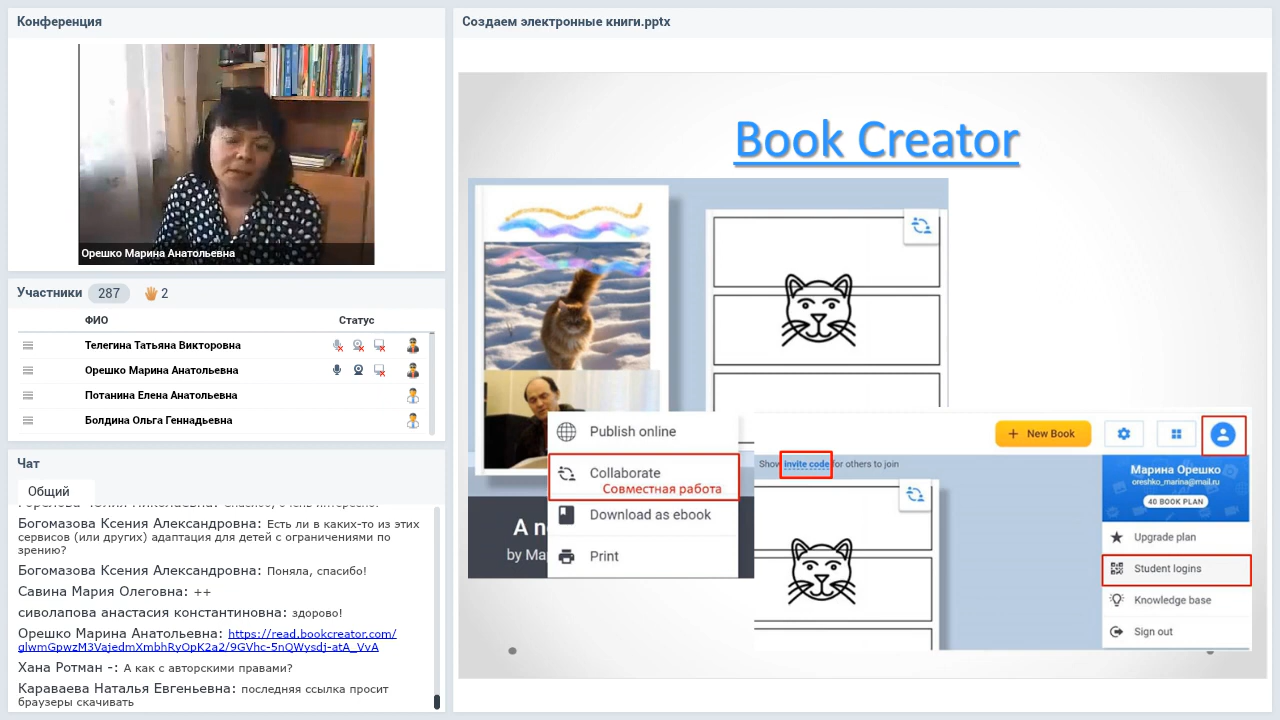 Конференция
Орешко Марина Анатольевна
Участники 287 2
ФИО Статус
Телегина Татьяна Викторовна
Орешко Марина Анатольевна
Потанина Елена Анатольевна
Болдина Ольга Геннадьевна
Чат
Общий
Богомазова Ксения Александровна: Есть ли в каких-то из этих
сервисов (или других) адаптация для детей с ограничениями по
зрению?
Богомазова Ксения Александровна: Поняла, спасибо!
Савина Мария Олеговна: ++
сиволапова анастасия константиновна: здорово!
Орешко Марина Анатольевна: https://read.bookcreator.com/
glwmGpwzM3VajedmXmbhRyOpK2a2/9GVhc-5nQWysdj-atA_VvA
Хана Ротман -: А как с авторскими правами?
Караваева Наталья Евгеньевна: последняя ссылка просит
браузеры скачивать
Создаем электронные книги.pptx
Book Creator
Publish online
Collaborate
Совместная работа
Download as ebook
Print
A n
by Ma
+ New Book
Show invite code for others to join
Марина Орешко
oreshko_marina@mail.ru
40 BOOK PLAN
Upgrade plan
Student logins
Knowledge base
Sign out